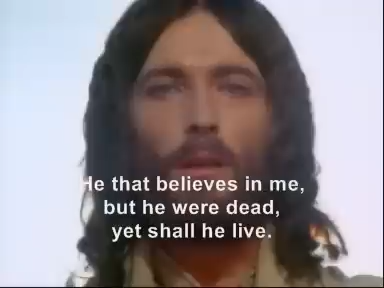 He that believes in me,
but he were dead,
yet shall he live.